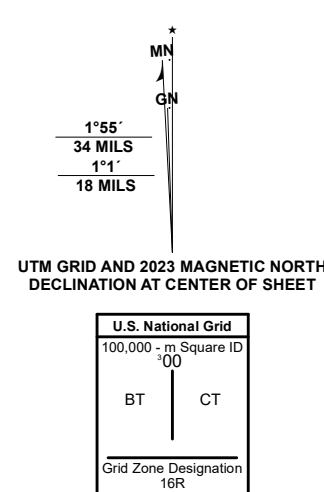 ★
MN
GN
1°55´
34 MILS
1°1´
18 MILS
UTM GRID AND 2023 MAGNETIC NORTH
DECLINATION AT CENTER OF SHEET
U.S. National Grid
100,000 - m Square ID
³00
BT CT
Grid Zone Designation
16R